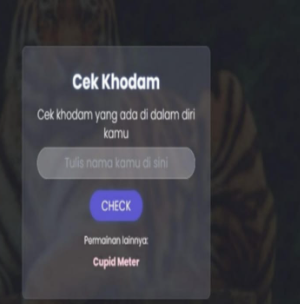 Cek Khodam
Cek khodam yang ada di dalam diri
kamu
Tulis nama kamu di sini
CHECK
Permainan lainnya:
Cupid Meter